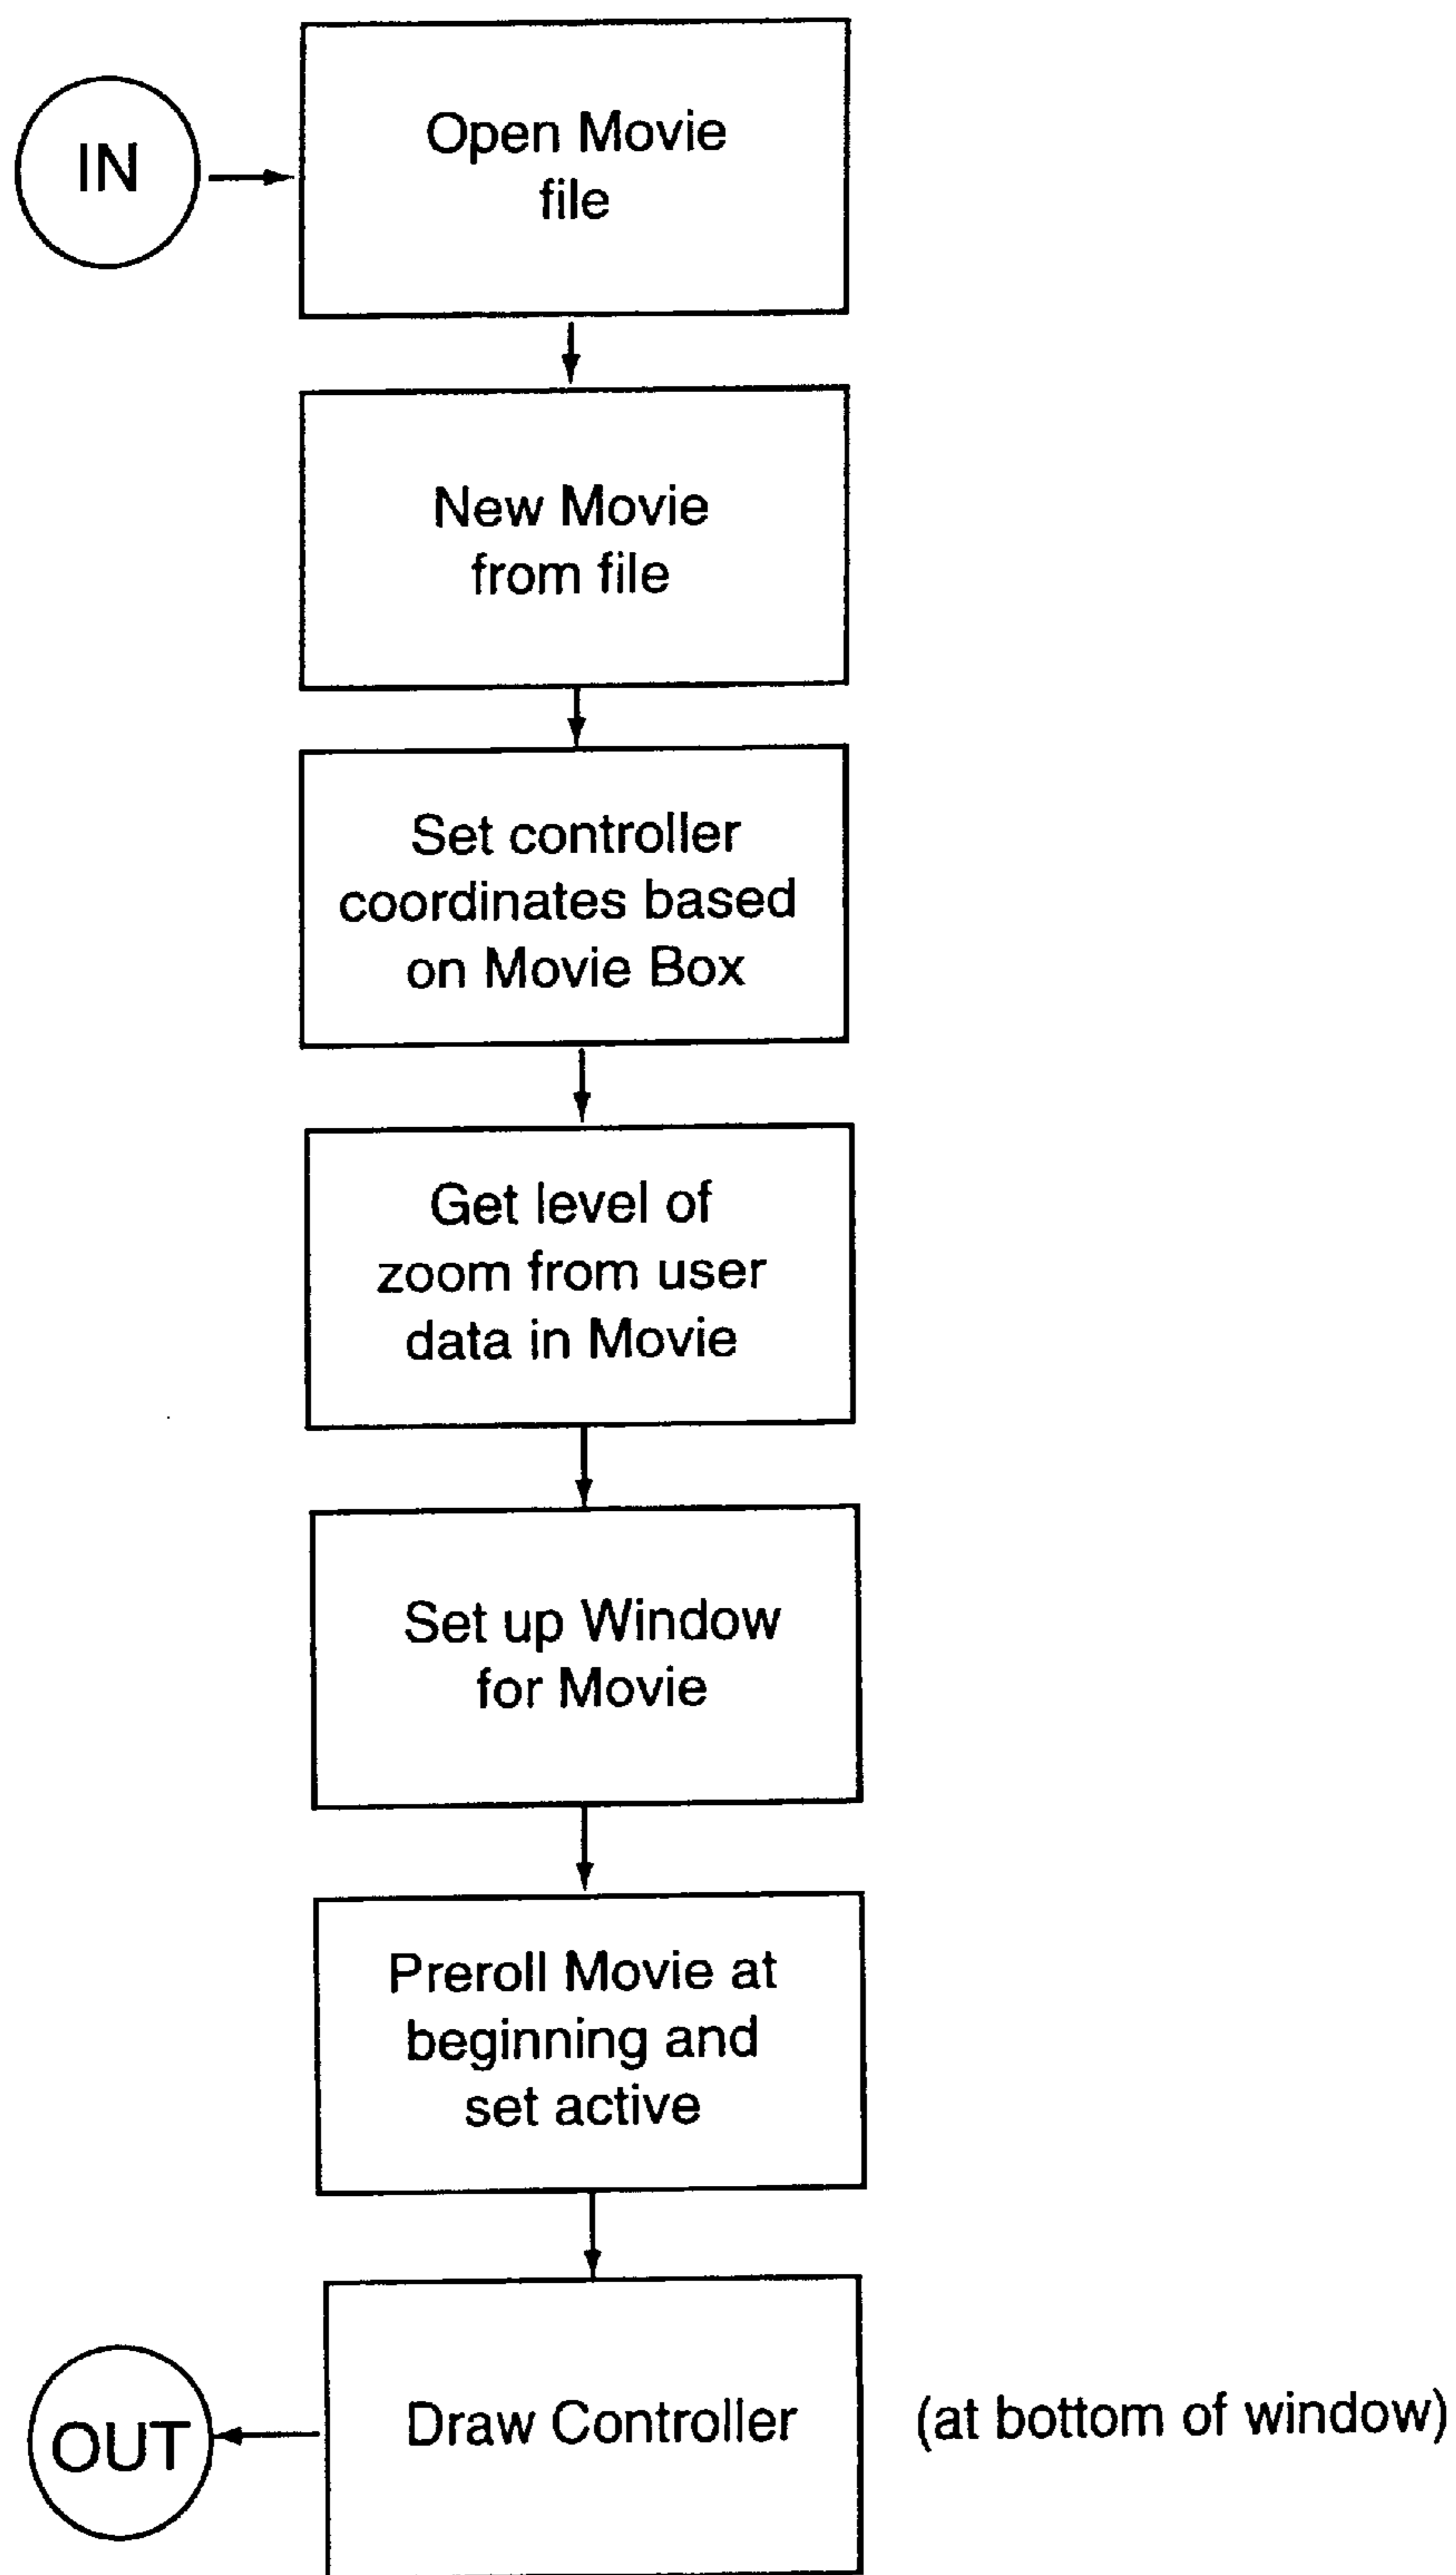 IN
Open Movie
file
New Movie
from file
Set controller
coordinates based
on Movie Box
Get level of
zoom from user
data in Movie
Set up Window
for Movie
Preroll Movie at
beginning and
set active
Draw Controller
(at bottom of window)
OUT